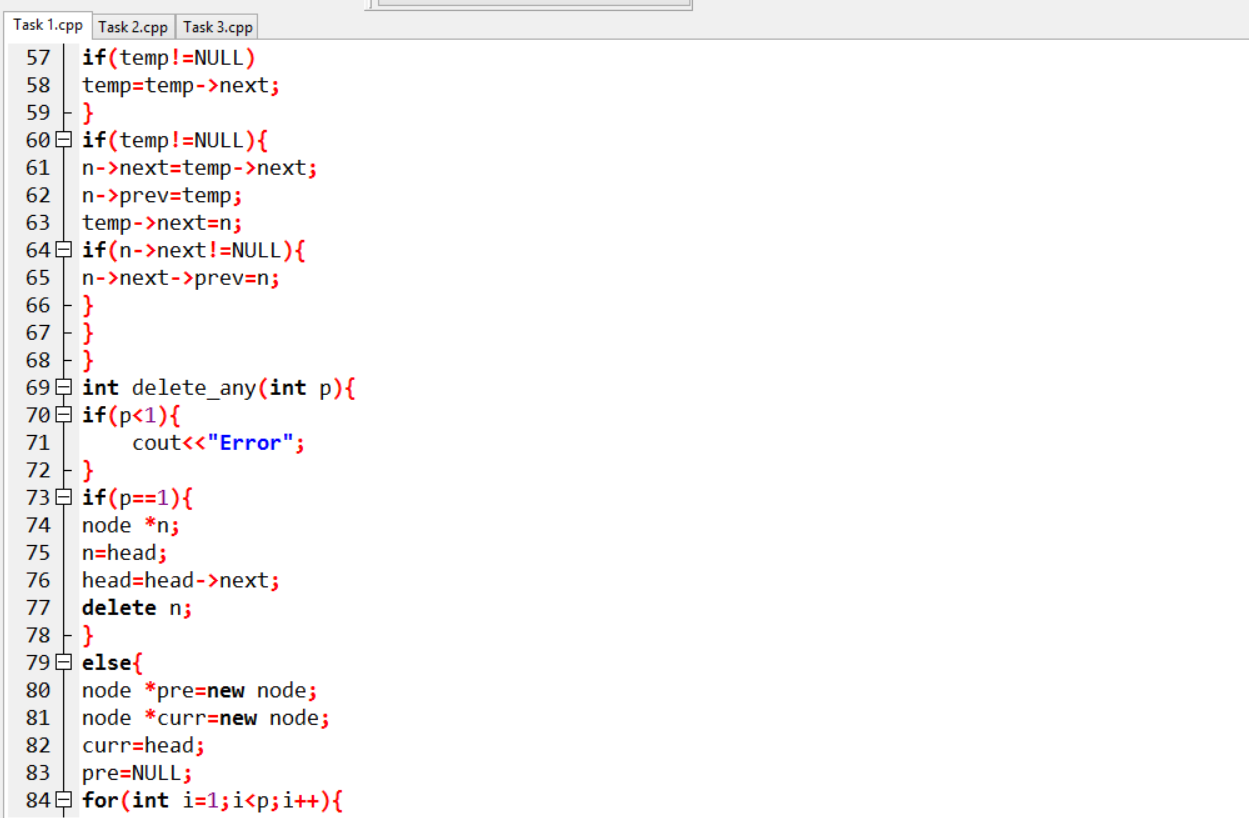 Task 1.cpp Task 2.cpp Task 3.cpp
57 if(temp!=NULL)
58 temp=temp->next;
59 }
60 if(temp!=NULL){
61 n->next=temp->next;
62 n->prev=temp;
63 temp->next=n;
64 if(n->next!=NULL){
65 n->next->prev=n;
66 }
67 }
68 }
69 int delete_any(int p){
70 if(p<1){
71     cout<<"Error";
72 }
73 if(p==1){
74 node *n;
75 n=head;
76 head=head->next;
77 delete n;
78 }
79 else{
80 node *pre=new node;
81 node *curr=new node;
82 curr=head;
83 pre=NULL;
84 for(int i=1;i<p;i++){